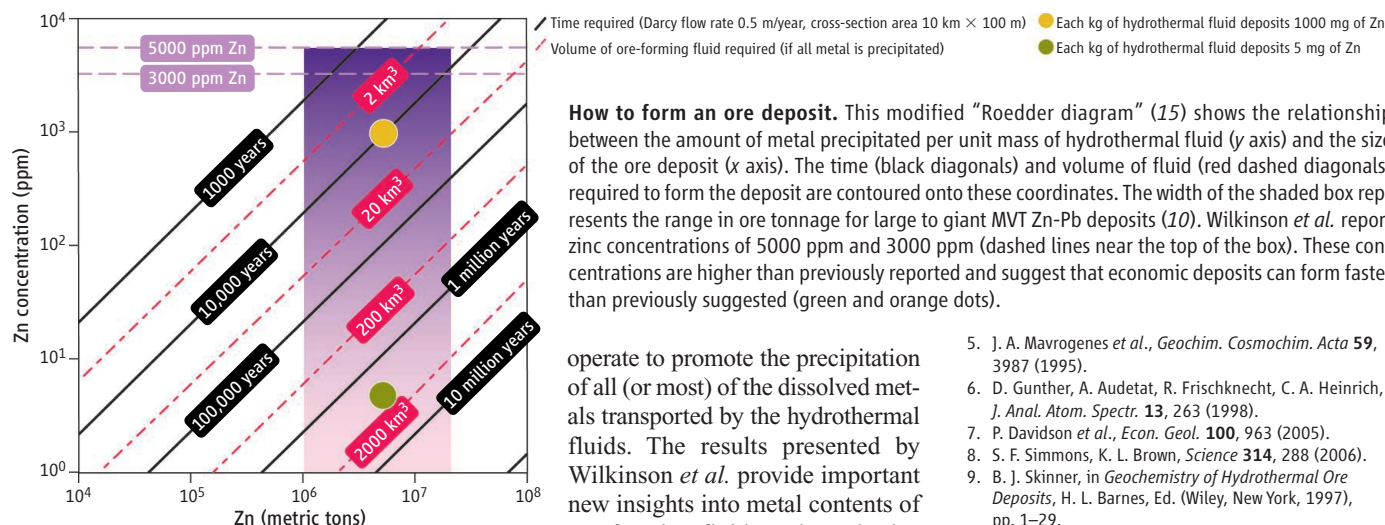 10⁴
10³
10²
10¹
10⁰
Zn concentration (ppm)
10⁴ 10⁵ 10⁶ 10⁷ 10⁸
Zn (metric tons)
5000 ppm Zn
3000 ppm Zn
1000 years
10,000 years
100,000 years
1 million years
10 million years
2 km³
20 km³
200 km³
2000 km³
Time required (Darcy flow rate 0.5 m/year, cross-section area 10 km × 100 m)
Volume of ore-forming fluid required (if all metal is precipitated)
Each kg of hydrothermal fluid deposits 1000 mg of Zn
Each kg of hydrothermal fluid deposits 5 mg of Zn
How to form an ore deposit. This modified “Roedder diagram” (15) shows the relationship
between the amount of metal precipitated per unit mass of hydrothermal fluid (y axis) and the size
of the ore deposit (x axis). The time (black diagonals) and volume of fluid (red dashed diagonals)
required to form the deposit are contoured onto these coordinates. The width of the shaded box rep-
resents the range in ore tonnage for large to giant MVT Zn-Pb deposits (10). Wilkinson et al. report
zinc concentrations of 5000 ppm and 3000 ppm (dashed lines near the top of the box). These con-
centrations are higher than previously reported and suggest that economic deposits can form faster
than previously suggested (green and orange dots).
operate to promote the precipitation
of all (or most) of the dissolved met-
als transported by the hydrothermal
fluids. The results presented by
Wilkinson et al. provide important
new insights into metal contents of
5. J. A. Mavrogenes et al., Geochim. Cosmochim. Acta 59,
3987 (1995).
6. D. Gunther, A. Audetat, R. Frischknecht, C. A. Heinrich,
J. Anal. Atom. Spectr. 13, 263 (1998).
7. P. Davidson et al., Econ. Geol. 100, 963 (2005).
8. S. F. Simmons, K. L. Brown, Science 314, 288 (2006).
9. B. J. Skinner, in Geochemistry of Hydrothermal Ore
Deposits, H. L. Barnes, Ed. (Wiley, New York, 1997),
pp. 1–29.